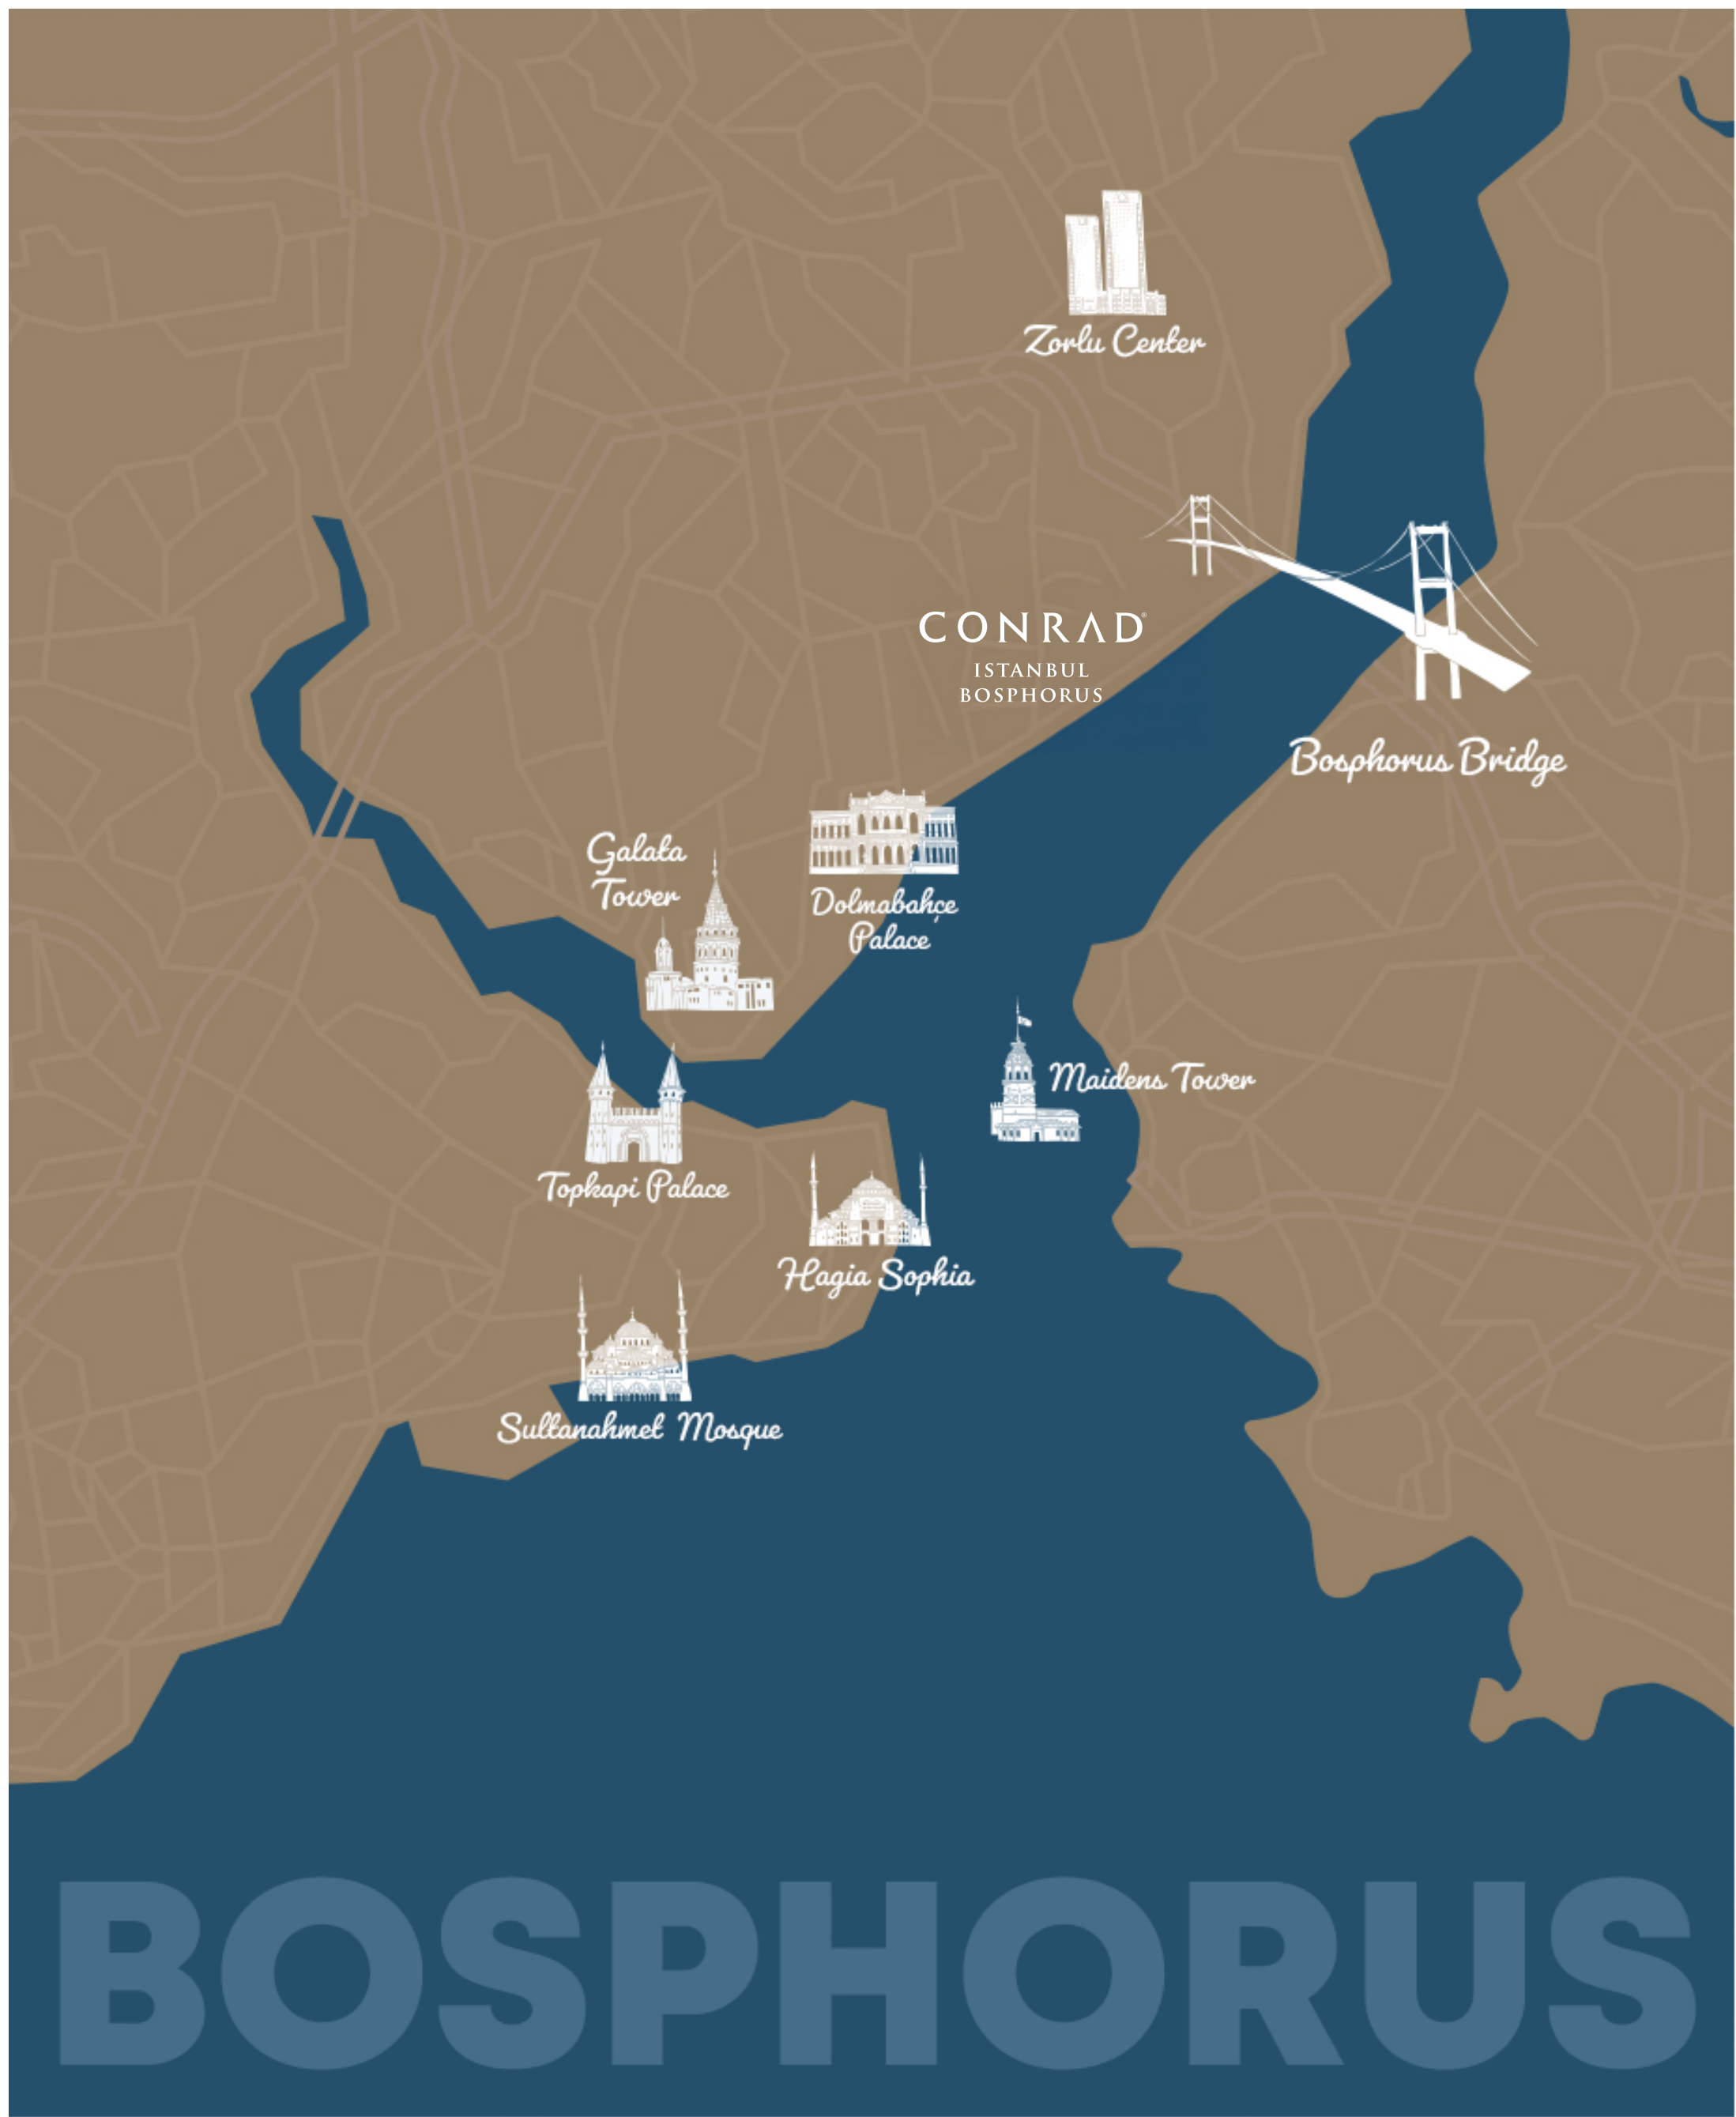 Zorlu Center
CONRAD®
ISTANBUL
BOSPHORUS
Bosphorus Bridge
Galata
Tower
Dolmabahçe
Palace
Maidens Tower
Topkapi Palace
Hagia Sophia
Sultanahmet Mosque
BOSPHORUS